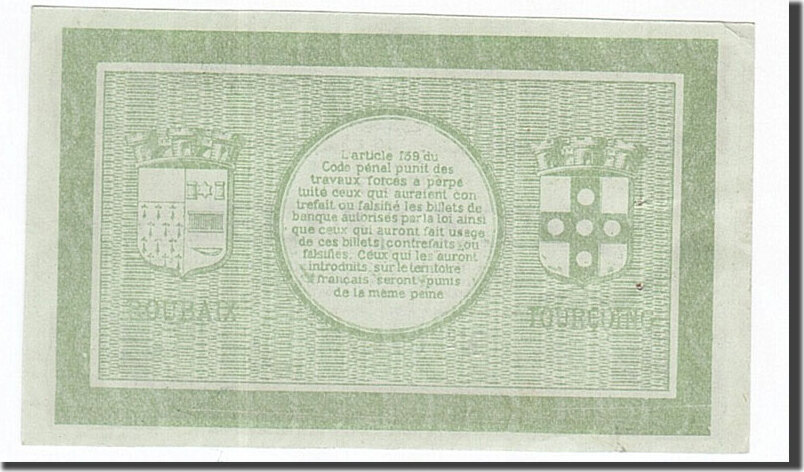 L'article 139 du
Code pénal punit des
travaux forcés a perpé
tuité ceux qui auraient con
trefait ou falsifié les billets de
banque autorisés par la loi ainsi
que ceux qui auront fait usage
de ces billets contrefaits ou
falsifiés. Ceux qui les auront
introduits sur le territoire
français seront punis
de la même peine
ROUBAIX
TOURCOING